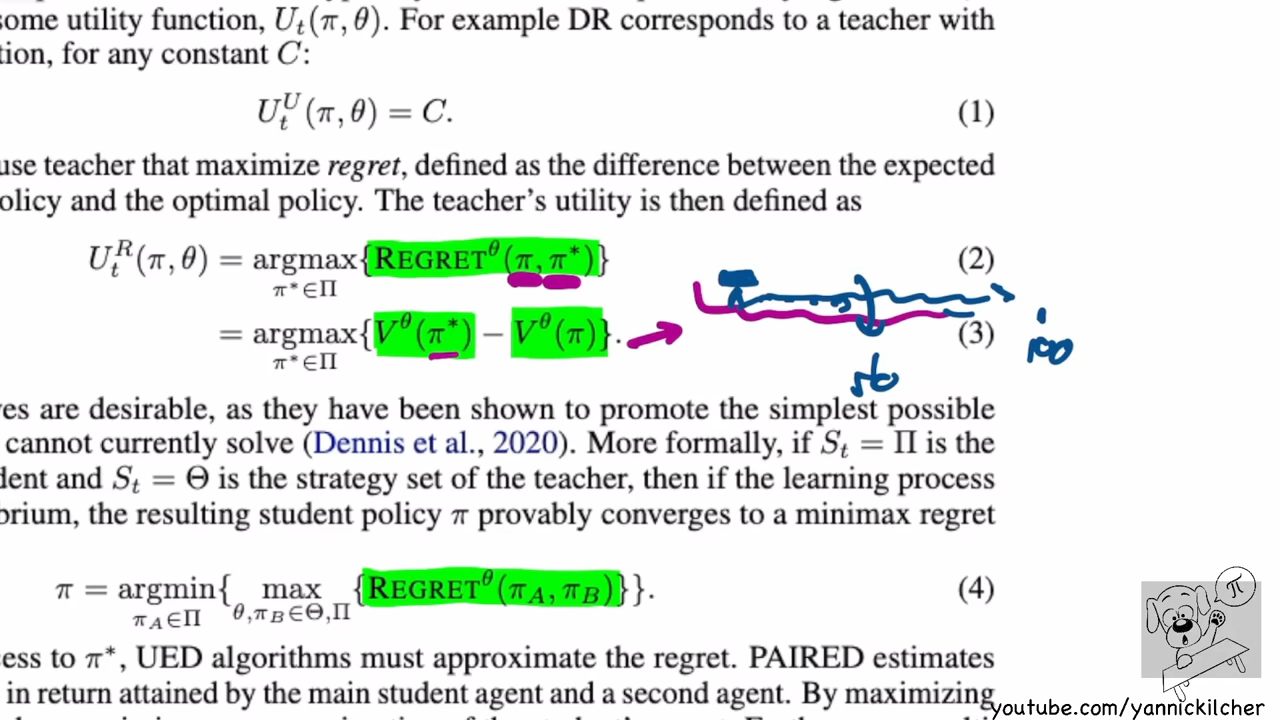 some utility function, U_t(π, θ). For example DR corresponds to a teacher with
tion, for any constant C:
U_t^U(π, θ) = C. (1)
use teacher that maximize regret, defined as the difference between the expected
olicy and the optimal policy. The teacher's utility is then defined as
U_t^R(π, θ) = argmax_{π*∈Π}{REGRET^θ(π, π*)} (2)
= argmax_{π*∈Π}{V^θ(π*) − V^θ(π)}. (3)
100
50
ves are desirable, as they have been shown to promote the simplest possible
cannot currently solve (Dennis et al., 2020). More formally, if S_t = Π is the
dent and S_t = Θ is the strategy set of the teacher, then if the learning process
brium, the resulting student policy π provably converges to a minimax regret
π = argmin_{π_A∈Π}{ max_{θ,π_B∈Θ,Π}{REGRET^θ(π_A, π_B)}}. (4)
π
cess to π*, UED algorithms must approximate the regret. PAIRED estimates
in return attained by the main student agent and a second agent. By maximizing
youtube.com/yannickilcher